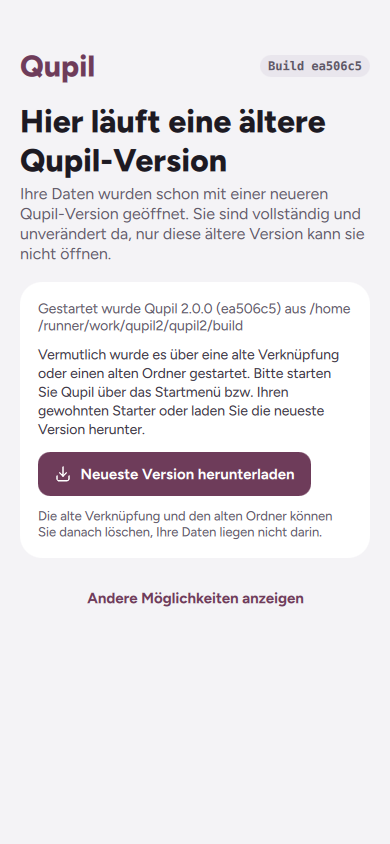 Qupil
Build ea506c5
Hier läuft eine ältere
Qupil-Version
Ihre Daten wurden schon mit einer neueren
Qupil-Version geöffnet. Sie sind vollständig und
unverändert da, nur diese ältere Version kann sie
nicht öffnen.
Gestartet wurde Qupil 2.0.0 (ea506c5) aus /home
/runner/work/qupil2/qupil2/build
Vermutlich wurde es über eine alte Verknüpfung
oder einen alten Ordner gestartet. Bitte starten
Sie Qupil über das Startmenü bzw. Ihren
gewohnten Starter oder laden Sie die neueste
Version herunter.
Neueste Version herunterladen
Die alte Verknüpfung und den alten Ordner können
Sie danach löschen, Ihre Daten liegen nicht darin.
Andere Möglichkeiten anzeigen